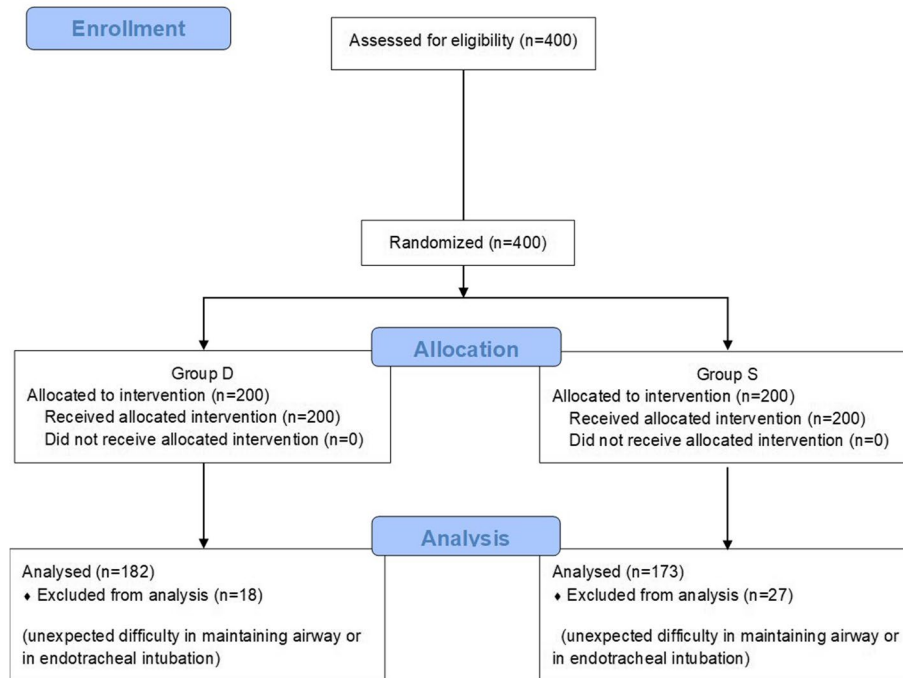 Enrollment
Assessed for eligibility (n=400)
Randomized (n=400)
Allocation
Group D
Allocated to intervention (n=200)
Received allocated intervention (n=200)
Did not receive allocated intervention (n=0)
Group S
Allocated to intervention (n=200)
Received allocated intervention (n=200)
Did not receive allocated intervention (n=0)
Analysis
Analysed (n=182)
♦ Excluded from analysis (n=18)
(unexpected difficulty in maintaining airway or
in endotracheal intubation)
Analysed (n=173)
♦ Excluded from analysis (n=27)
(unexpected difficulty in maintaining airway or
in endotracheal intubation)